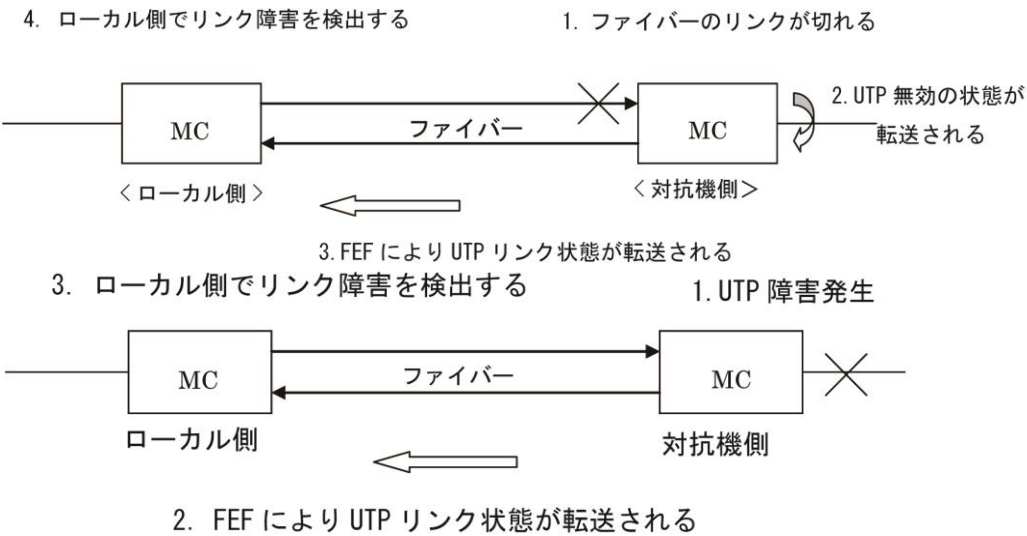 4. ローカル側でリンク障害を検出する
1. ファイバーのリンクが切れる
2. UTP 無効の状態が
転送される
MC
ファイバー
MC
＜ローカル側＞
＜対抗機側＞
3. FEF により UTP リンク状態が転送される
3. ローカル側でリンク障害を検出する
1. UTP 障害発生
MC
ファイバー
MC
ローカル側
対抗機側
2. FEF により UTP リンク状態が転送される